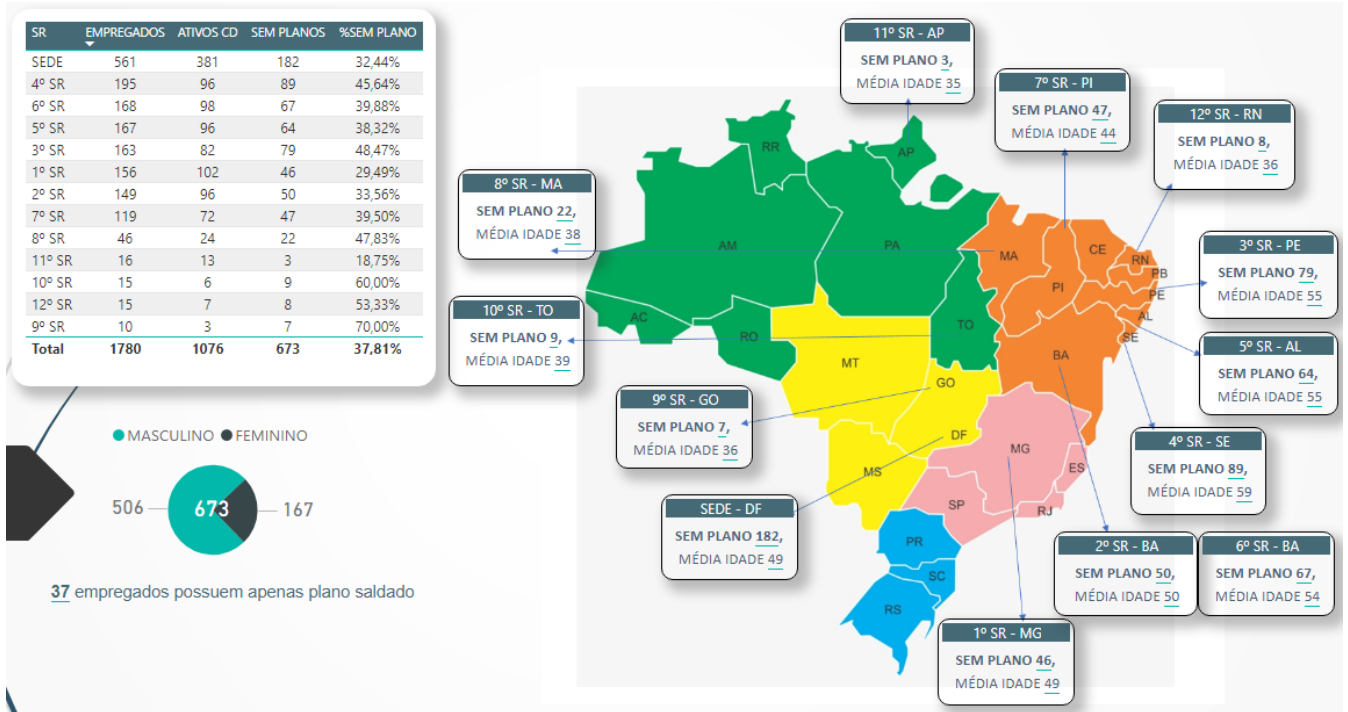 SR EMPREGADOS ATIVOS CD SEM PLANOS %SEM PLANO
SEDE 561 381 182 32,44%
4º SR 195 96 89 45,64%
6º SR 168 98 67 39,88%
5º SR 167 96 64 38,32%
3º SR 163 82 79 48,47%
1º SR 156 102 46 29,49%
2º SR 149 96 50 33,56%
7º SR 119 72 47 39,50%
8º SR 46 24 22 47,83%
11º SR 16 13 3 18,75%
10º SR 15 6 9 60,00%
12º SR 15 7 8 53,33%
9º SR 10 3 7 70,00%
Total 1780 1076 673 37,81%
MASCULINO FEMININO
506 673 167
37 empregados possuem apenas plano saldado
11º SR - AP
SEM PLANO 3,
MÉDIA IDADE 35
7º SR - PI
SEM PLANO 47,
MÉDIA IDADE 44
12º SR - RN
SEM PLANO 8,
MÉDIA IDADE 36
8º SR - MA
SEM PLANO 22,
MÉDIA IDADE 38
3º SR - PE
SEM PLANO 79,
MÉDIA IDADE 55
10º SR - TO
SEM PLANO 9,
MÉDIA IDADE 39
5º SR - AL
SEM PLANO 64,
MÉDIA IDADE 55
9º SR - GO
SEM PLANO 7,
MÉDIA IDADE 36
4º SR - SE
SEM PLANO 89,
MÉDIA IDADE 59
SEDE - DF
SEM PLANO 182,
MÉDIA IDADE 49
2º SR - BA
SEM PLANO 50,
MÉDIA IDADE 50
6º SR - BA
SEM PLANO 67,
MÉDIA IDADE 54
1º SR - MG
SEM PLANO 46,
MÉDIA IDADE 49
RR
AP
AM
PA
MA
CE
RN
PB
PI
PE
AL
SE
AC
RO
TO
BA
MT
GO
DF
MG
ES
MS
SP
RJ
PR
SC
RS